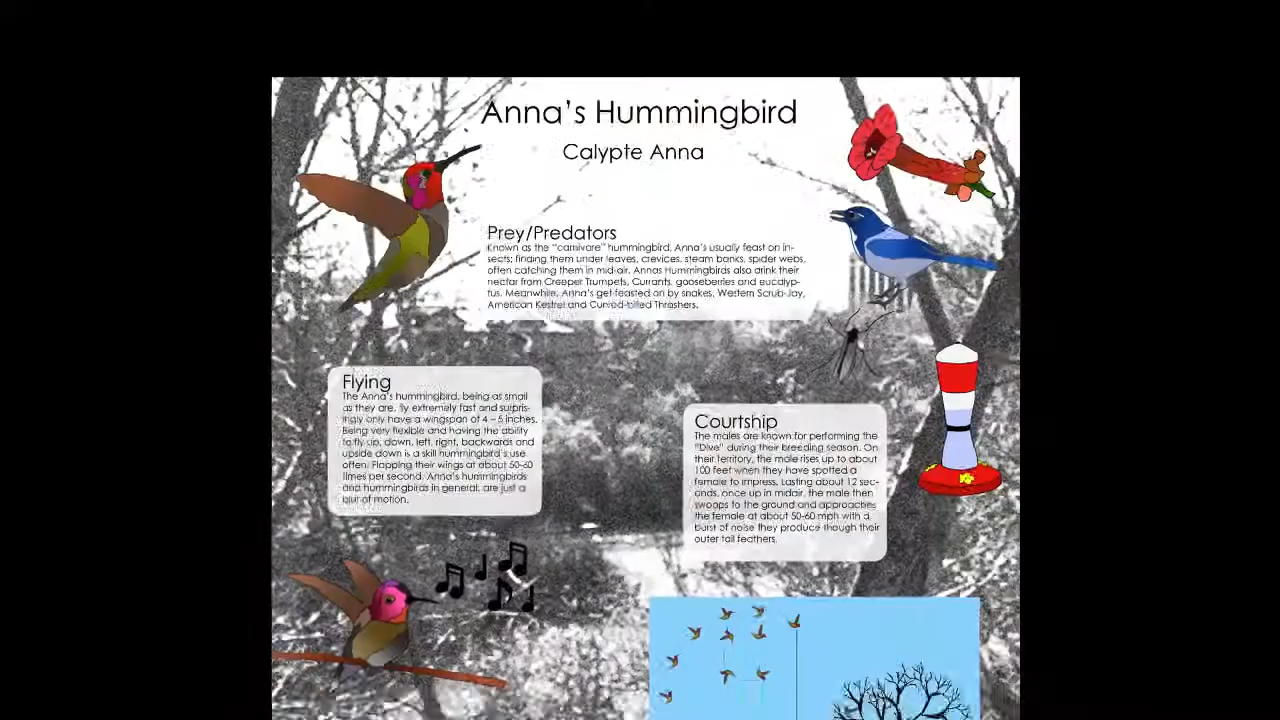 Anna's Hummingbird
Calypte Anna
Prey/Predators
Known as the "carnivore" hummingbird, Anna's usually feast on in-
sects; finding them under leaves, crevices, steam banks, spider webs,
often catching them in mid-air. Annas Hummingbirds also drink their
nectar from Creeper Trumpets, Currants, gooseberries and eucalyp-
tus. Meanwhile, Anna's get feasted on by snakes, Western Scrub-Jay,
American Kestrel and Curved-billed Thrashers.
Flying
The Anna's hummingbird, being as small
as they are, fly extremely fast and surpris-
ingly only have a wingspan of 4 – 5 inches.
Being very flexible and having the ability
to fly up, down, left, right, backwards and
upside down is a skill hummingbird's use
often. Flapping their wings at about 50-60
times per second, Anna's hummingbirds
and hummingbirds in general, are just a
blur of motion.
Courtship
The males are known for performing the
"Dive" during their breeding season. On
their territory, the male rises up to about
100 feet when they have spotted a
female to impress. Lasting about 12 sec-
onds, once up in midair, the male then
swoops to the ground and approaches
the female at about 50-60 mph with a
burst of noise they produce though their
outer tail feathers.